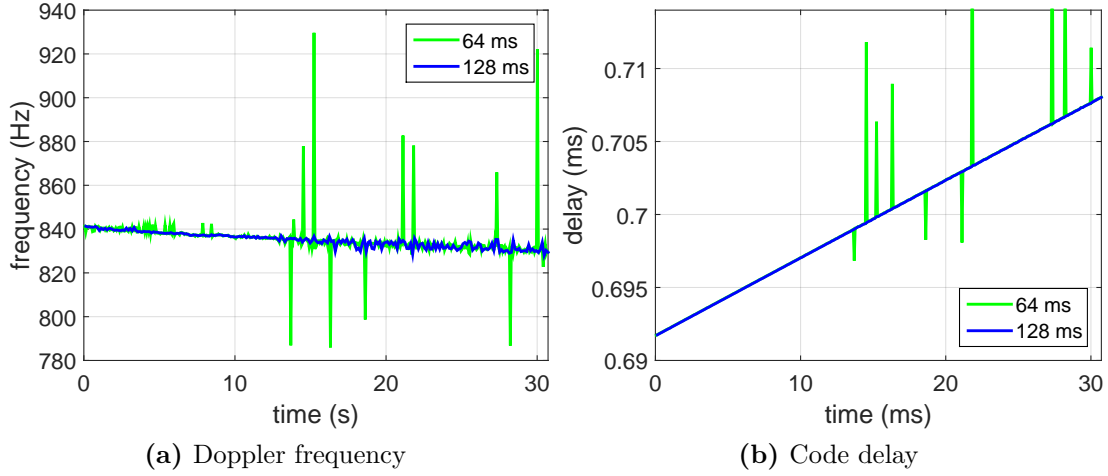 940
920
900
880
860
840
820
800
780
frequency (Hz)
64 ms
128 ms
0
10
20
30
time (s)
(a) Doppler frequency
0.71
0.705
0.7
0.695
0.69
delay (ms)
64 ms
128 ms
0
10
20
30
time (ms)
(b) Code delay